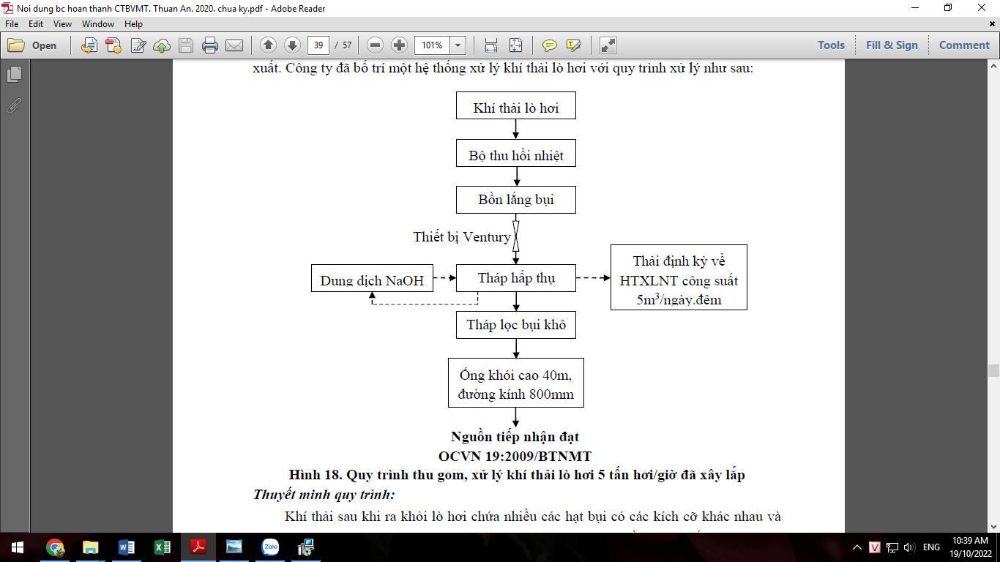 Noi dung bc hoan thanh CTBVMT. Thuan An. 2020. chua ky.pdf - Adobe Reader
File Edit View Window Help
Open 39 / 57 101% Tools Fill & Sign Comment
xuất. Công ty đã bố trí một hệ thống xử lý khí thải lò hơi với quy trình xử lý như sau:
Khí thải lò hơi
Bộ thu hồi nhiệt
Bồn lắng bụi
Thiết bị Ventury
Dung dịch NaOH
Tháp hấp thụ
Thải định kỳ về
HTXLNT công suất
5m³/ngày.đêm
Tháp lọc bụi khô
Ống khói cao 40m,
đường kính 800mm
Nguồn tiếp nhận đạt
QCVN 19:2009/BTNMT
Hình 18. Quy trình thu gom, xử lý khí thải lò hơi 5 tấn hơi/giờ đã xây lắp
Thuyết minh quy trình:
Khí thải sau khi ra khỏi lò hơi chứa nhiều các hạt bụi có các kích cỡ khác nhau và
Zalo
V
ENG
10:39 AM
19/10/2022